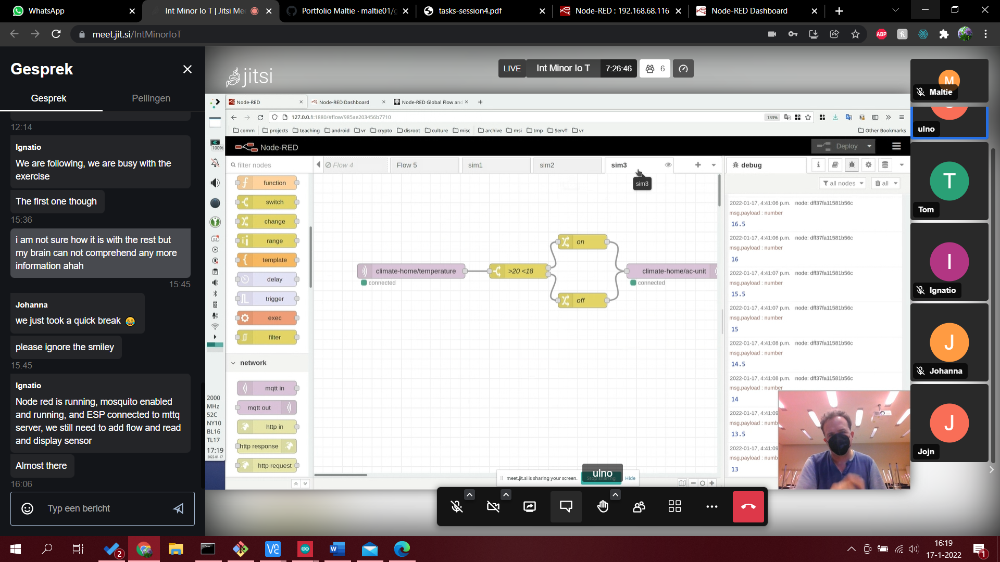 WhatsApp
Int Minor Io T | Jitsi Mee
Portfolio Maltie · maltie01/g
tasks-session4.pdf
Node-RED : 192.168.68.116
Node-RED Dashboard
meet.jit.si/IntMinorIoT
ABP
Gesprek
Gesprek
Peilingen
12:14
Ignatio
We are following, we are busy with the
exercise
The first one though
15:36
i am not sure how it is with the rest but
my brain can not comprehend any more
information ahah
15:45
Johanna
we just took a quick break 😂
please ignore the smiley
15:45
Ignatio
Node red is running, mosquito enabled
and running, and ESP connected to mttq
server, we still need to add flow and read
and display sensor
Almost there
16:06
Typ een bericht
jitsi
LIVE
Int Minor Io T
7:26:46
6
Node-RED
Node-RED Dashboard
Node-RED Global Flow and
127.0.0.1:1880/#flow/985ae203456b7710
133%
comm
projects
teaching
android
vr
crypto
disroot
culture
misc
archive
msi
tmp
ServT
vr
Other Bookmarks
100%
2000
MHz
52C
NY10
BL16
TL17
17:19
2022-01-17
Node-RED
Deploy
filter nodes
Flow 4
Flow 5
sim1
sim2
sim3
sim3
function
switch
change
range
template
delay
trigger
exec
filter
network
mqtt in
mqtt out
http in
http response
http request
climate-home/temperature
connected
>20 <18
on
off
climate-home/ac-unit
connected
debug
all nodes
all
2022-01-17, 4:41:06 p.m. node: dff37fa11581b56c
msg.payload : number
16.5
2022-01-17, 4:41:06 p.m. node: dff37fa11581b56c
msg.payload : number
16
2022-01-17, 4:41:07 p.m. node: dff37fa11581b56c
msg.payload : number
15.5
2022-01-17, 4:41:07 p.m. node: dff37fa11581b56c
msg.payload : number
15
2022-01-17, 4:41:08 p.m. node: dff37fa11581b56c
msg.payload : number
14.5
2022-01-17, 4:41:08 p.m. node: dff37fa11581b56c
msg.payload : number
14
2022-01-17, 4:41:09
msg.payload : numb
13.5
2022-01-17, 4:41:09
msg.payload : numb
13
meet.jit.si is sharing your screen.
Stop sharing
Hide
ulno
M
Maltie
ulno
T
Tom
I
Ignatio
J
Johanna
J
Jojn
2
16:19
17-1-2022
1